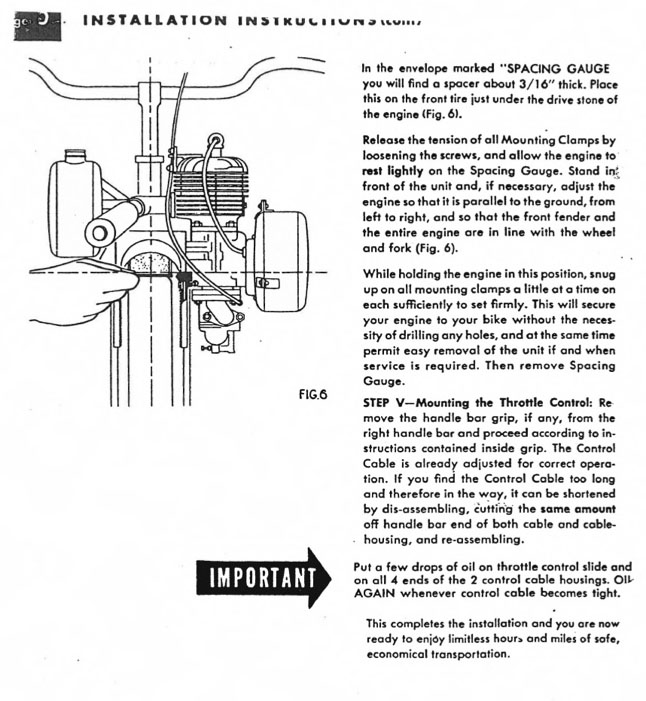 INSTALLATION INSTRUCTIONS (cont)
In the envelope marked "SPACING GAUGE
you will find a spacer about 3/16" thick. Place
this on the front tire just under the drive stone of
the engine (Fig. 6).
Release the tension of all Mounting Clamps by
loosening the screws, and allow the engine to
rest lightly on the Spacing Gauge. Stand in
front of the unit and, if necessary, adjust the
engine so that it is parallel to the ground, from
left to right, and so that the front fender and
the entire engine are in line with the wheel
and fork (Fig. 6).
While holding the engine in this position, snug
up on all mounting clamps a little at a time on
each sufficiently to set firmly. This will secure
your engine to your bike without the neces-
sity of drilling any holes, and at the same time
permit easy removal of the unit if and when
service is required. Then remove Spacing
Gauge.
FIG.6
STEP V—Mounting the Throttle Control: Re
move the handle bar grip, if any, from the
right handle bar and proceed according to in-
structions contained inside grip. The Control
Cable is already adjusted for correct opera-
tion. If you find the Control Cable too long
and therefore in the way, it can be shortened
by dis-assembling, cutting the same amount
off handle bar end of both cable and cable-
housing, and re-assembling.
IMPORTANT
Put a few drops of oil on throttle control slide and
on all 4 ends of the 2 control cable housings. Oil
AGAIN whenever control cable becomes tight.
This completes the installation and you are now
ready to enjoy limitless hours and miles of safe,
economical transportation.